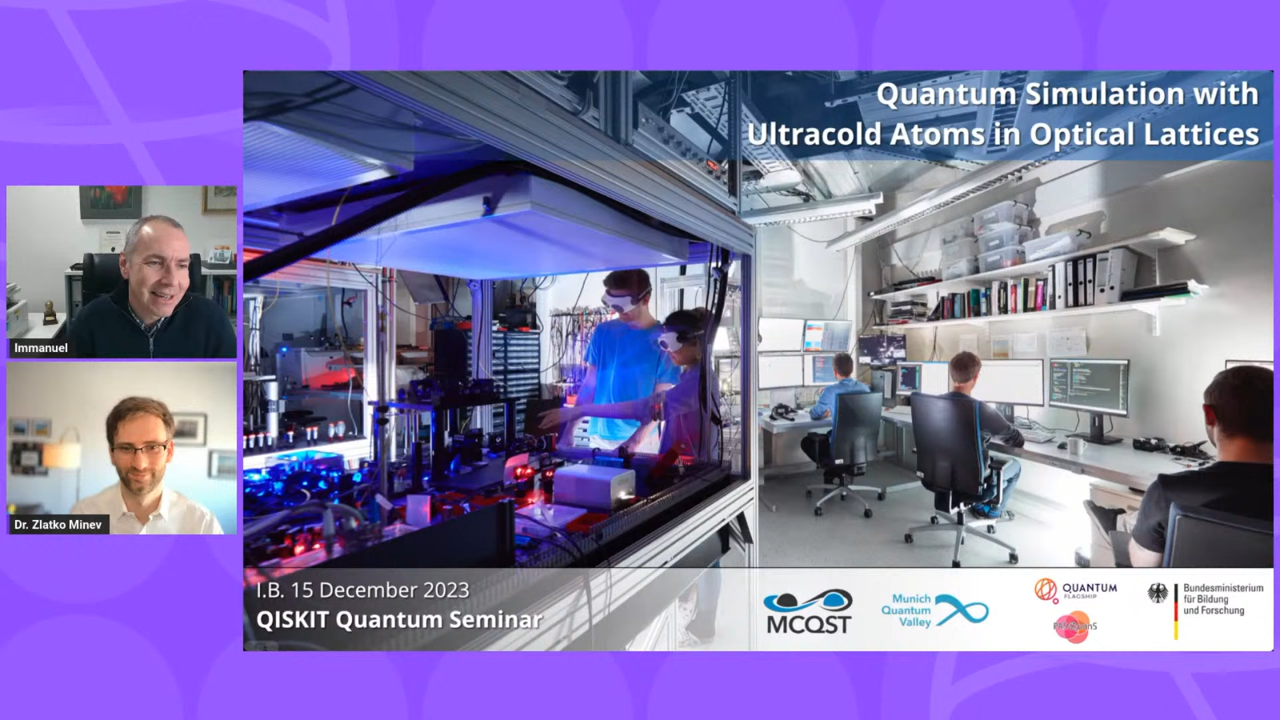 Quantum Simulation with
Ultracold Atoms in Optical Lattices
Immanuel
Dr. Zlatko Minev
I.B. 15 December 2023
QISKIT Quantum Seminar
MCQST
Munich
Quantum
Valley
QUANTUM
FLAGSHIP
Bundesministerium
für Bildung
und Forschung